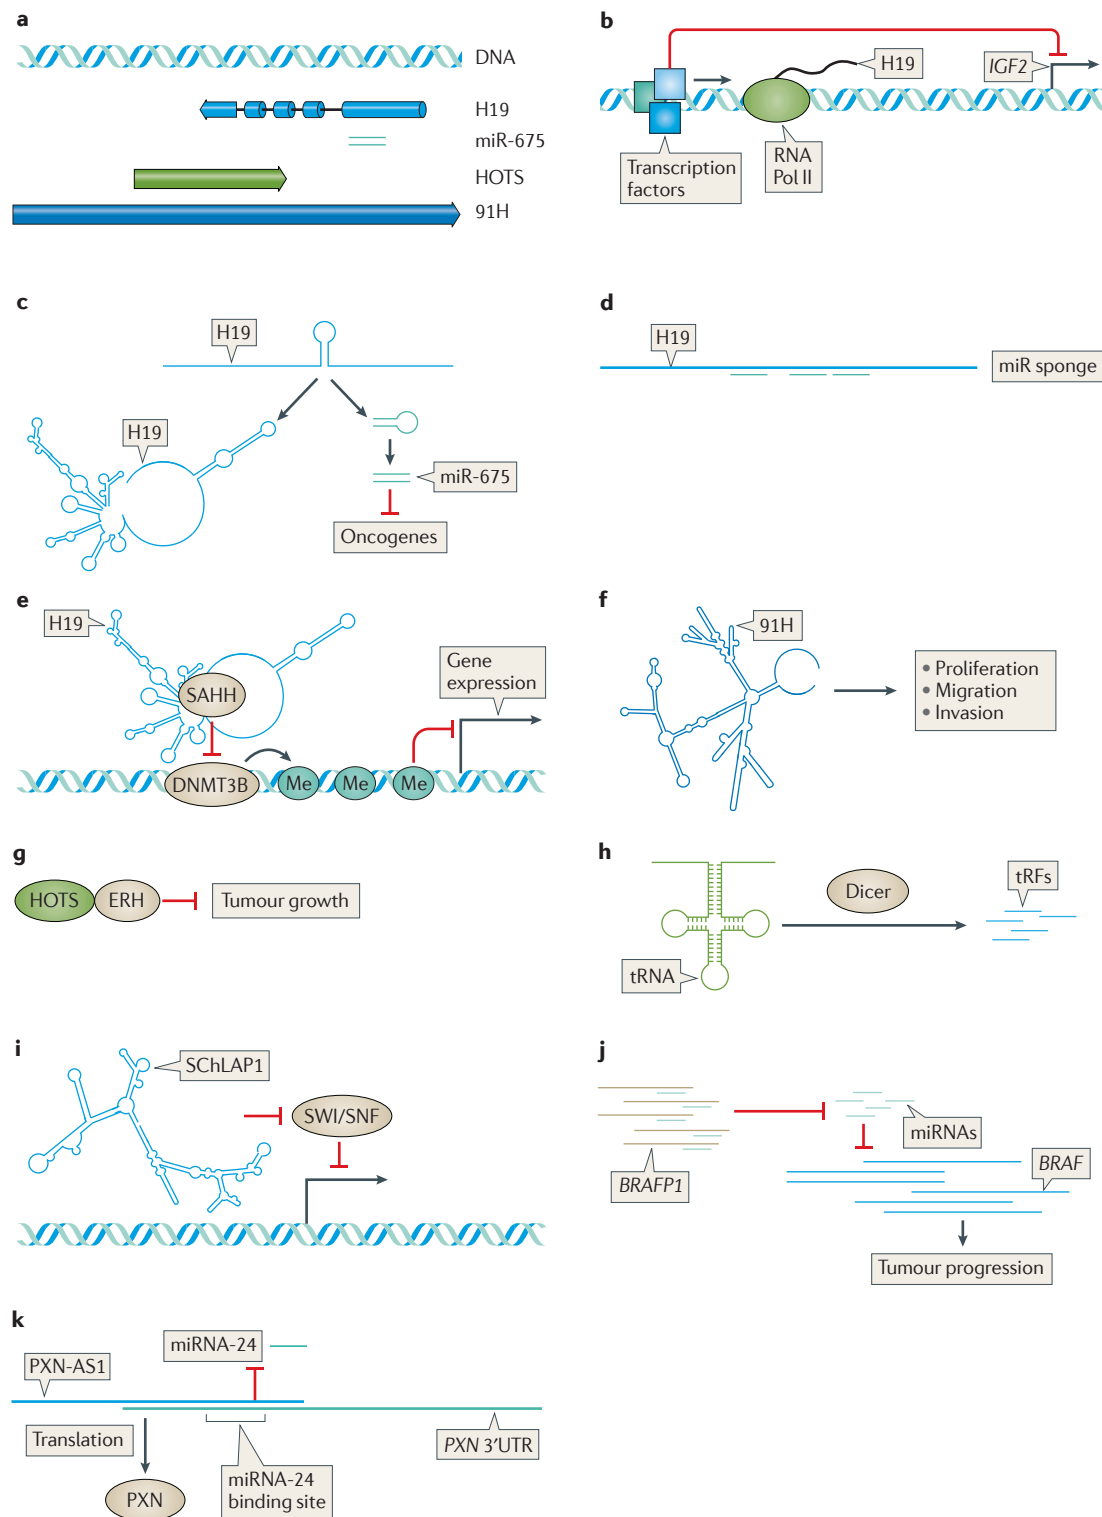 a
DNA
H19
miR-675
HOTS
91H
b
H19
IGF2
Transcription
factors
RNA
Pol II
c
H19
H19
miR-675
Oncogenes
d
H19
miR sponge
e
H19
SAHH
Gene
expression
DNMT3B
Me
Me
Me
f
91H
• Proliferation
• Migration
• Invasion
g
HOTS
ERH
Tumour growth
h
Dicer
tRFs
tRNA
i
SChLAP1
SWI/SNF
j
miRNAs
BRAFP1
BRAF
Tumour progression
k
miRNA-24
PXN-AS1
Translation
PXN 3′UTR
miRNA-24
binding site
PXN